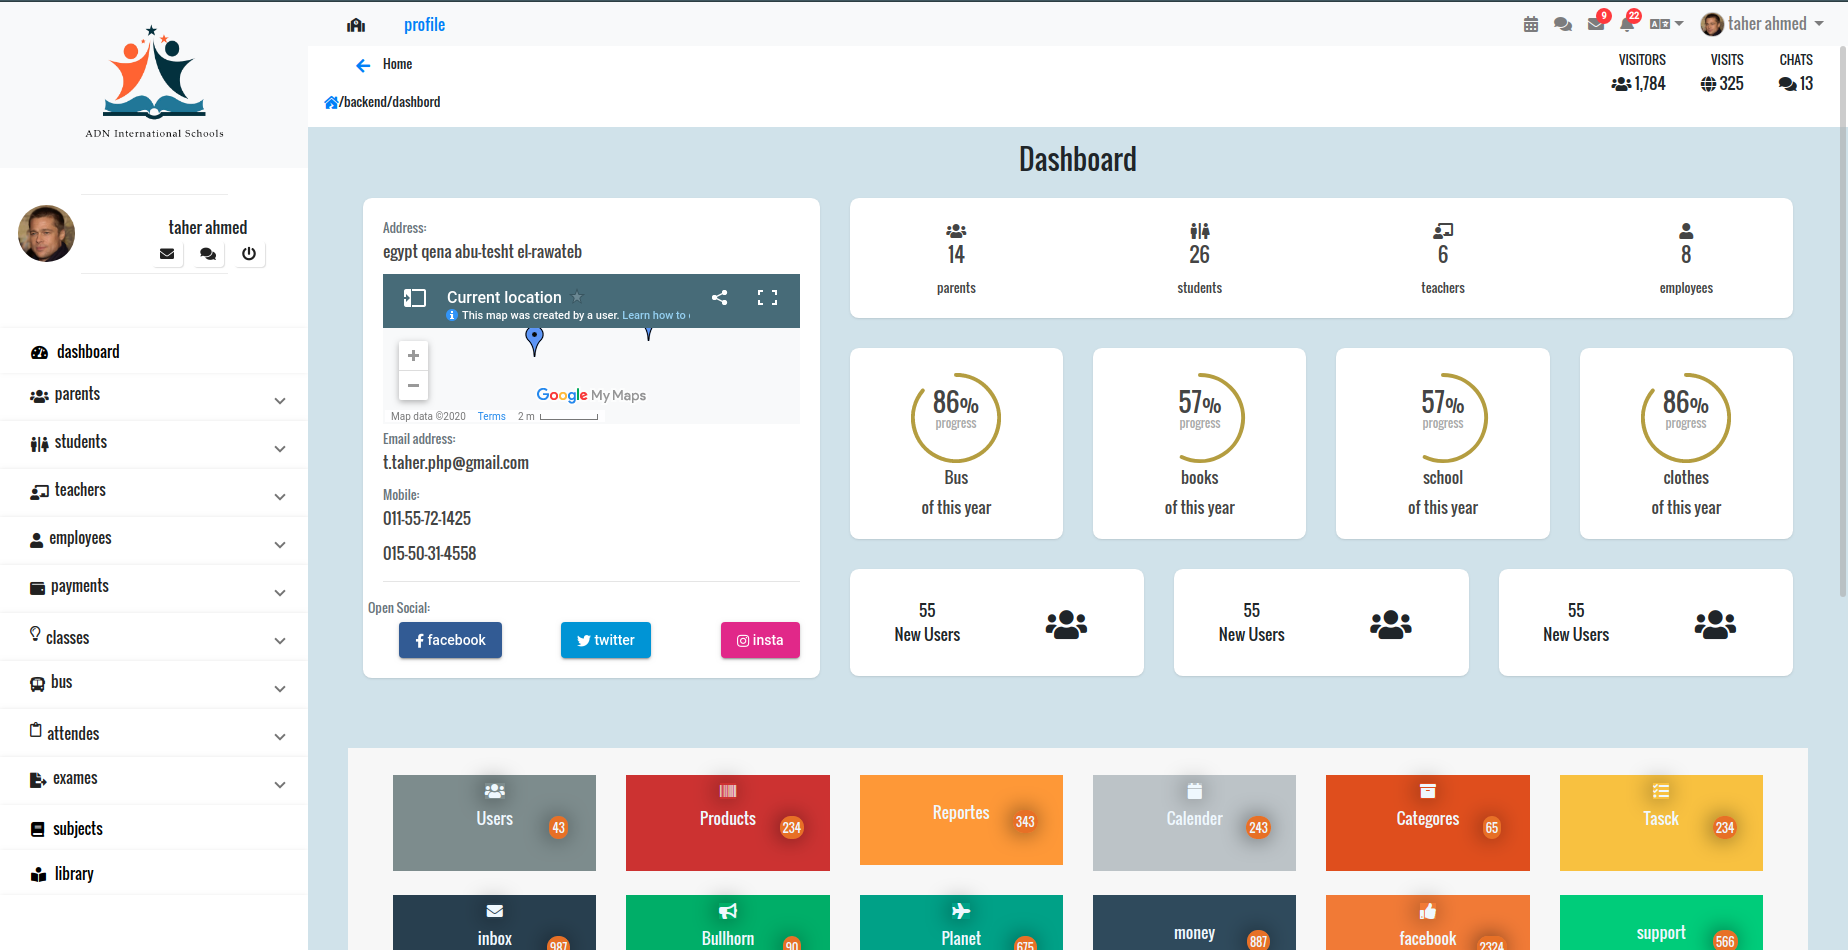 profile
9
22
taher ahmed
ADN International Schools
Home
/backend/dashbord
VISITORS
1,784
VISITS
325
CHATS
13
taher ahmed
dashboard
parents
students
teachers
employees
payments
classes
bus
attendes
exames
subjects
library
Dashboard
Address:
egypt qena abu-tesht el-rawateb
Current location
This map was created by a user. Learn how to
Google My Maps
Map data ©2020 Terms 2 m
Email address:
t.taher.php@gmail.com
Mobile:
011-55-72-1425
015-50-31-4558
Open Social:
facebook
twitter
insta
14
parents
26
students
6
teachers
8
employees
86%
progress
Bus
of this year
57%
progress
books
of this year
57%
progress
school
of this year
86%
progress
clothes
of this year
55
New Users
55
New Users
55
New Users
Users
43
Products
234
Reportes
343
Calender
243
Categores
65
Tasck
234
inbox
987
Bullhorn
90
Planet
675
money
887
facebook
2324
support
566